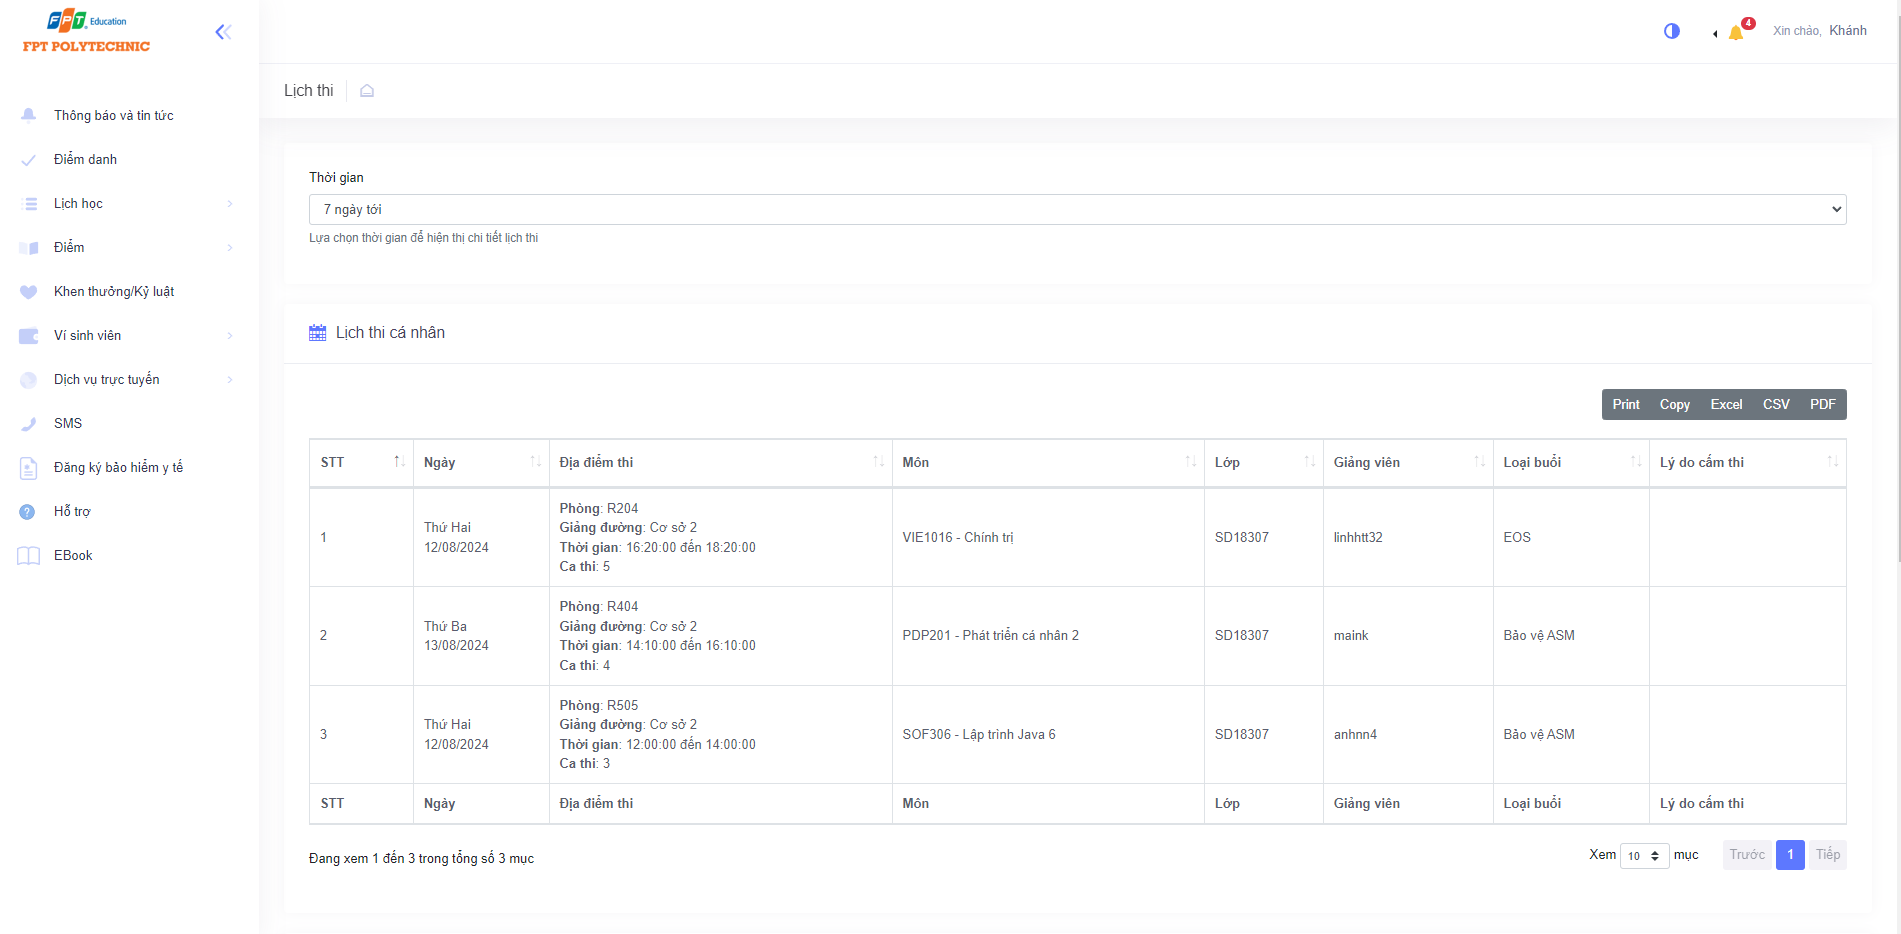 FPT Education
FPT POLYTECHNIC
4
Xin chào, Khánh
Thông báo và tin tức
Điểm danh
Lịch học
Điểm
Khen thưởng/Kỷ luật
Ví sinh viên
Dịch vụ trực tuyến
SMS
Đăng ký bảo hiểm y tế
Hỗ trợ
EBook
Lịch thi
Thời gian
7 ngày tới
Lựa chọn thời gian để hiện thị chi tiết lịch thi
Lịch thi cá nhân
Print Copy Excel CSV PDF
STT Ngày Địa điểm thi Môn Lớp Giảng viên Loại buổi Lý do cấm thi
1
Thứ Hai
12/08/2024
Phòng: R204
Giảng đường: Cơ sở 2
Thời gian: 16:20:00 đến 18:20:00
Ca thi: 5
VIE1016 - Chính trị
SD18307
linhhtt32
EOS
2
Thứ Ba
13/08/2024
Phòng: R404
Giảng đường: Cơ sở 2
Thời gian: 14:10:00 đến 16:10:00
Ca thi: 4
PDP201 - Phát triển cá nhân 2
SD18307
maink
Bảo vệ ASM
3
Thứ Hai
12/08/2024
Phòng: R505
Giảng đường: Cơ sở 2
Thời gian: 12:00:00 đến 14:00:00
Ca thi: 3
SOF306 - Lập trình Java 6
SD18307
anhnn4
Bảo vệ ASM
STT Ngày Địa điểm thi Môn Lớp Giảng viên Loại buổi Lý do cấm thi
Đang xem 1 đến 3 trong tổng số 3 mục
Xem 10 mục
Trước 1 Tiếp